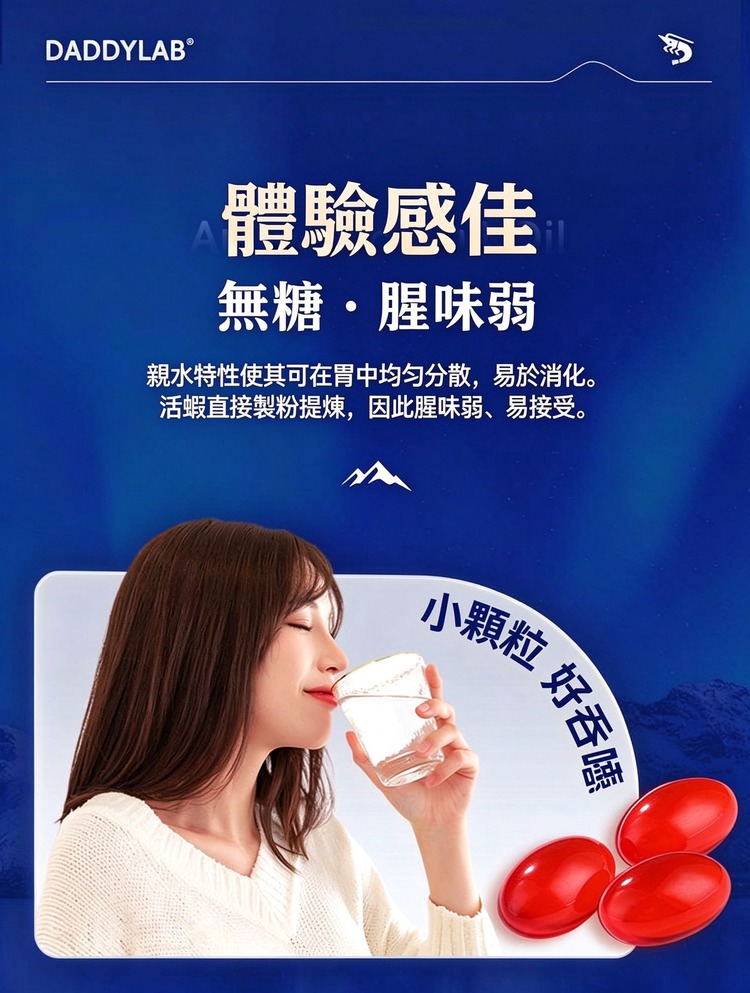 DADDYLAB®
體驗感佳
無糖·腥味弱
親水特性使其可在胃中均勻分散，易於消化。
活蝦直接製粉提煉，因此腥味弱、易接受。
小顆粒 好吞嚥